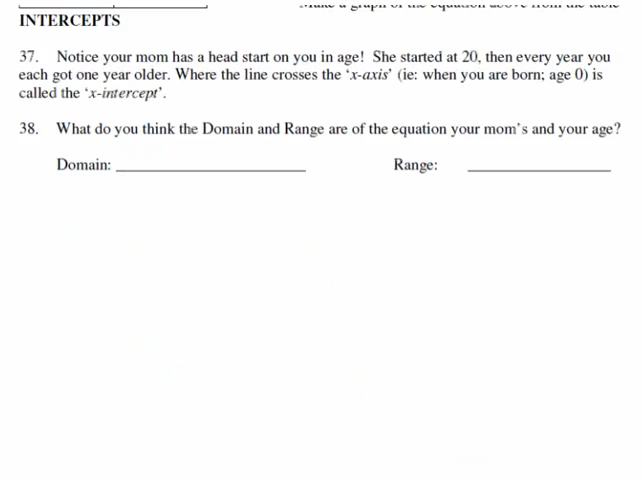 INTERCEPTS
37. Notice your mom has a head start on you in age! She started at 20, then every year you
each got one year older. Where the line crosses the ‘x-axis’ (ie: when you are born; age 0) is
called the ‘x-intercept’.
38. What do you think the Domain and Range are of the equation your mom’s and your age?
Domain: ____________ Range: ____________